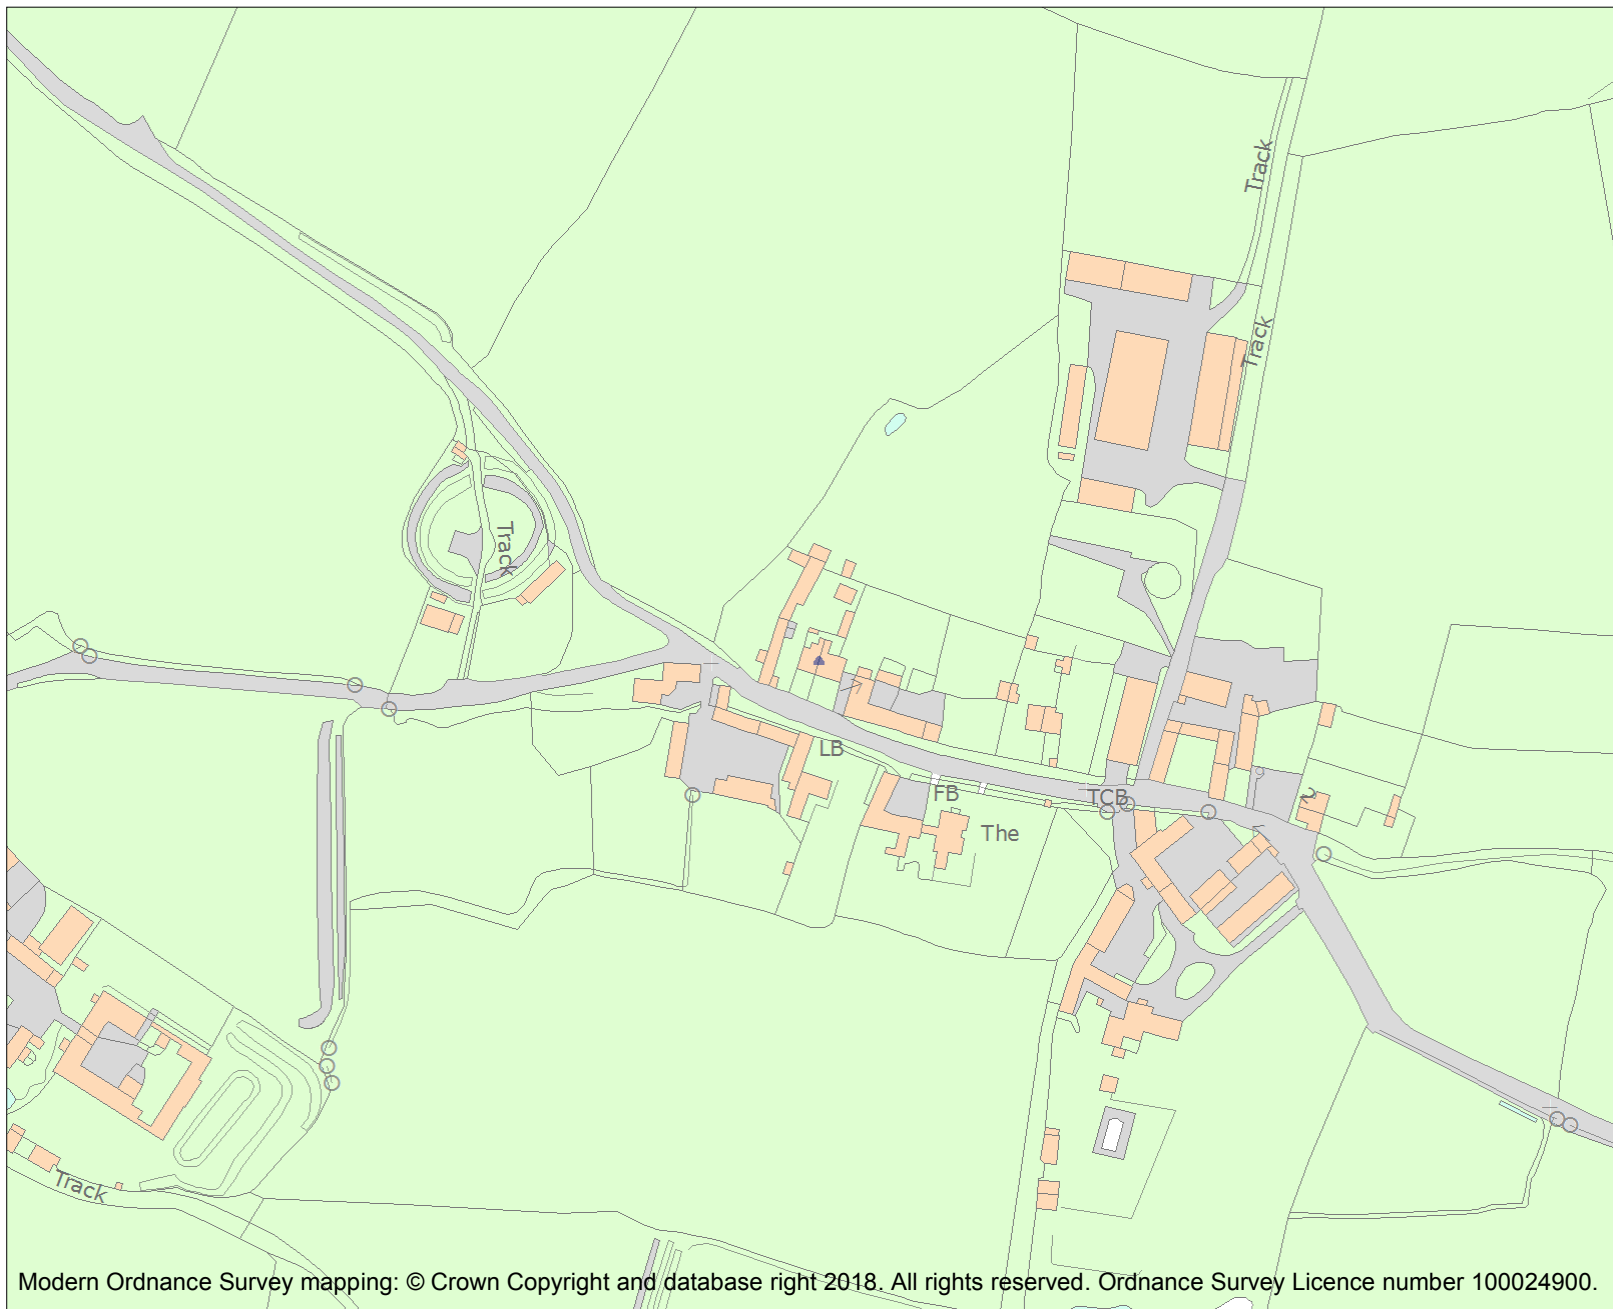 Track
Track
Track
LB
FB
TCB
The
Track
Modern Ordnance Survey mapping: © Crown Copyright and database right 2018. All rights reserved. Ordnance Survey Licence number 100024900.